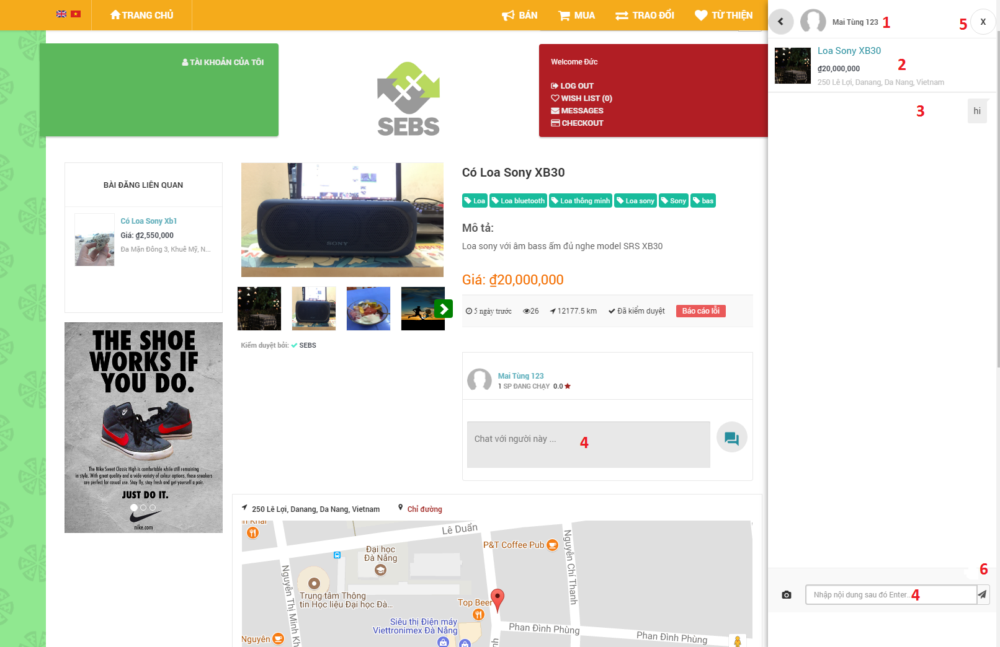 TRANG CHỦ
BÁN
MUA
TRAO ĐỔI
TỪ THIỆN
TÀI KHOẢN CỦA TÔI
SEBS
Welcome Đức
LOG OUT
WISH LIST (0)
MESSAGES
CHECKOUT
BÀI ĐĂNG LIÊN QUAN
Có Loa Sony Xb1
Giá: ₫2,550,000
Đa Mặn Đông 3, Khuê Mỹ, N...
THE SHOE
WORKS IF
YOU DO.
The Nike Sweet Classic High is comfortable while still remaining
in style. With great quality and a wide variety of colour options, these sneakers
are perfect for casual use. Stay fly, stay fresh and get yourself a pair.
JUST DO IT.
nike.com
SONY
Kiểm duyệt bởi: SEBS
Có Loa Sony XB30
Loa
Loa bluetooth
Loa thông minh
Loa sony
Sony
bas
Mô tả:
Loa sony với âm bass ấm đủ nghe model SRS XB30
Giá: ₫20,000,000
5 ngày trước
26
12177.5 km
Đã kiểm duyệt
Báo cáo lỗi
Mai Tùng 123
1 SP ĐANG CHẠY 0.0
Chat với người này ...
4
250 Lê Lợi, Danang, Da Nang, Vietnam
Chỉ đường
Lê Duẩn
P&T Coffee Pub
Đại học
Đà Nẵng
Nguyễn Chí Thanh
Nguyễn Thị Minh Kh
Trung tâm Thông
tin Học liệu Đại học Đà...
Top Beer
Siêu thị Điện máy
Viettronimex Đà Nẵng
Phan Đình Phùng
Phan Đình Phùng
Nguyên
Mai Tùng 123
1
5
X
Loa Sony XB30
₫20,000,000
2
250 Lê Lợi, Danang, Da Nang, Vietnam
3
hi
6
Nhập nội dung sau đó Enter...
4